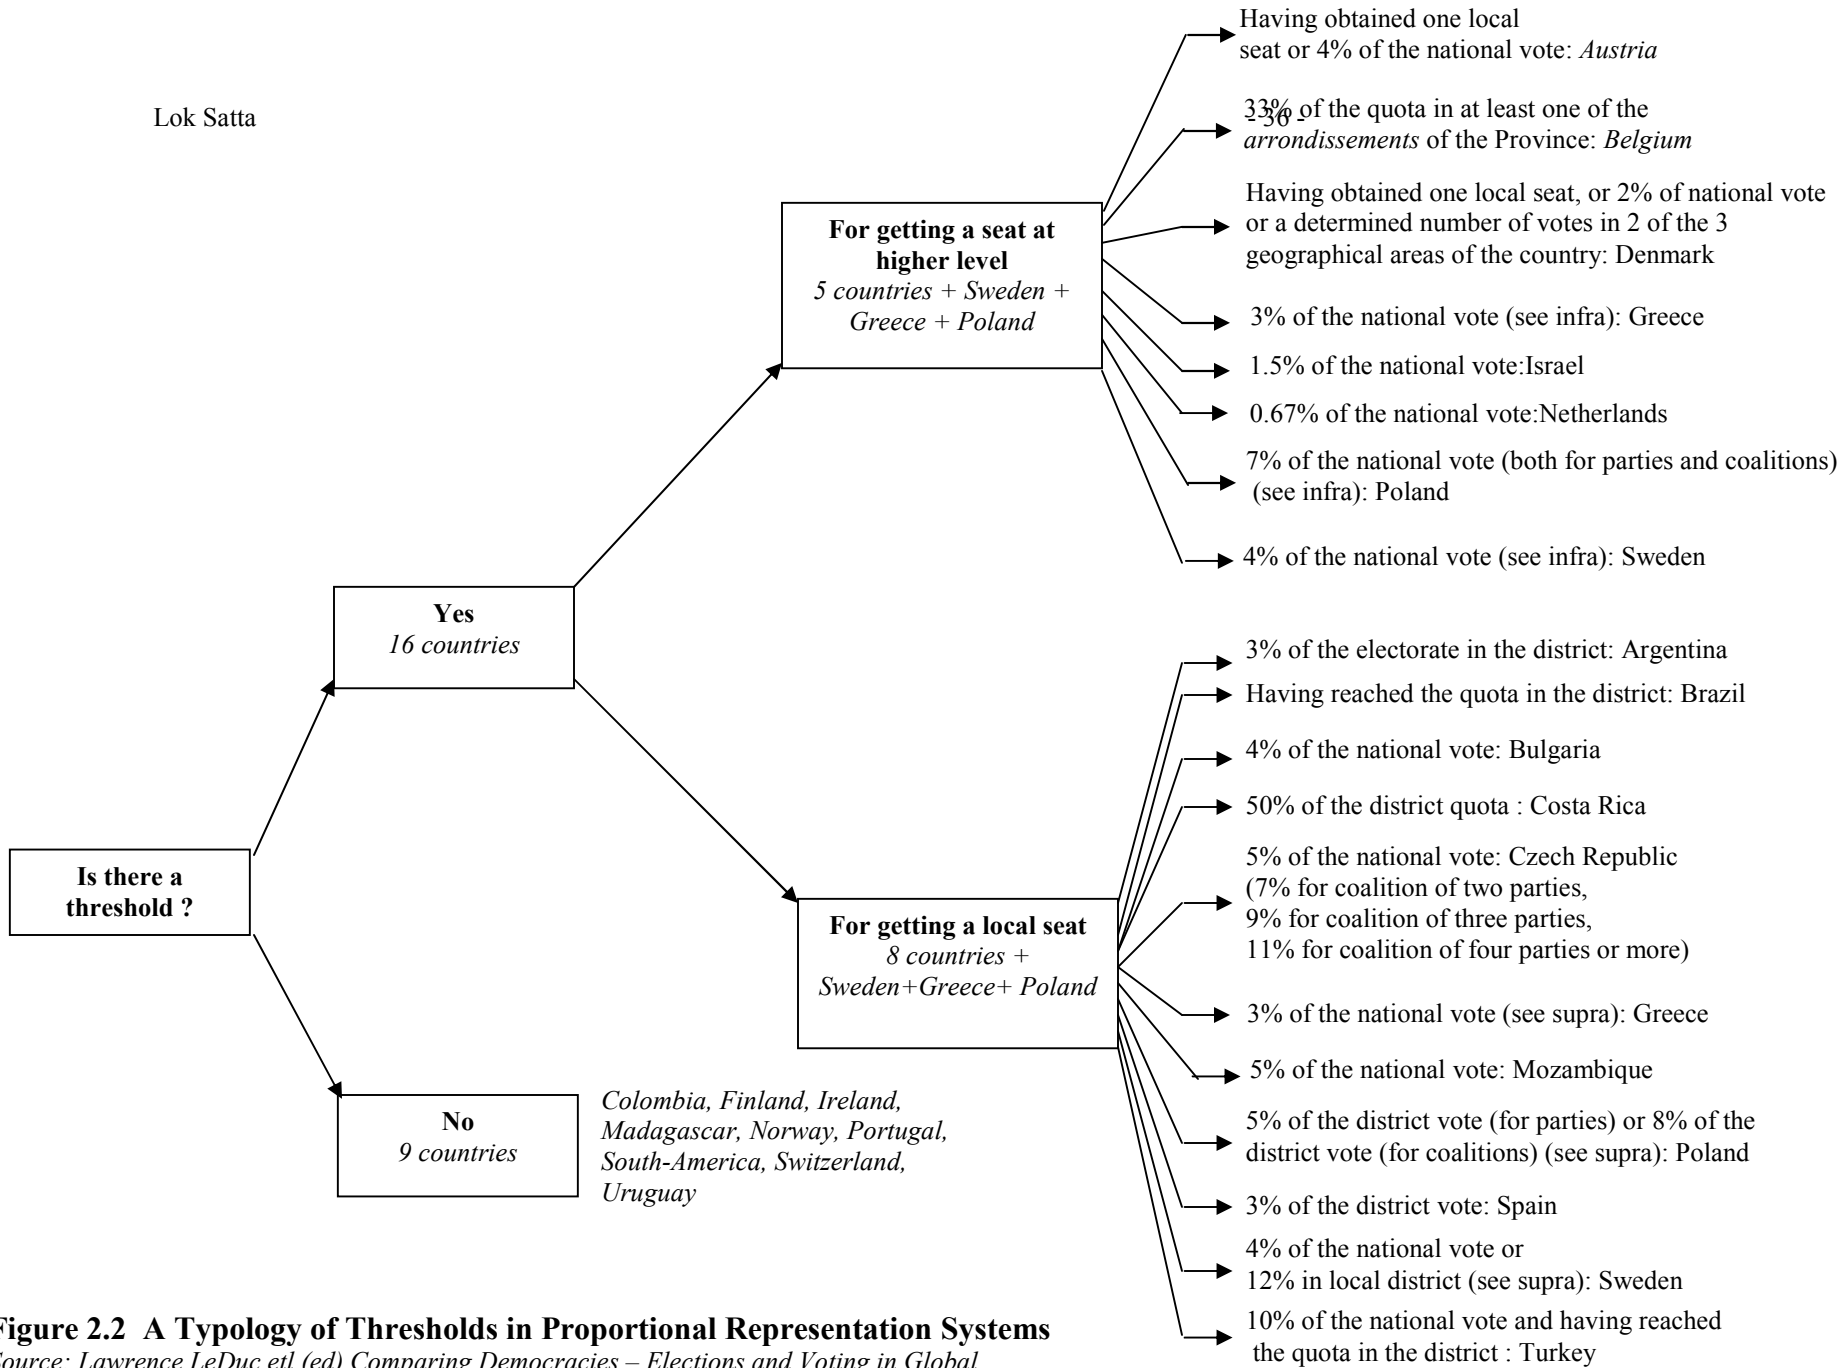 Lok Satta
- 36 -
Having obtained one local
seat or 4% of the national vote: Austria
33% of the quota in at least one of the
arrondissements of the Province: Belgium
Having obtained one local seat, or 2% of national vote
or a determined number of votes in 2 of the 3
geographical areas of the country: Denmark
For getting a seat at
higher level
5 countries + Sweden +
Greece + Poland
3% of the national vote (see infra): Greece
1.5% of the national vote:Israel
0.67% of the national vote:Netherlands
7% of the national vote (both for parties and coalitions)
(see infra): Poland
4% of the national vote (see infra): Sweden
Yes
16 countries
3% of the electorate in the district: Argentina
Having reached the quota in the district: Brazil
4% of the national vote: Bulgaria
50% of the district quota : Costa Rica
5% of the national vote: Czech Republic
(7% for coalition of two parties,
9% for coalition of three parties,
11% for coalition of four parties or more)
Is there a
threshold ?
For getting a local seat
8 countries +
Sweden+Greece+ Poland
3% of the national vote (see supra): Greece
5% of the national vote: Mozambique
5% of the district vote (for parties) or 8% of the
district vote (for coalitions) (see supra): Poland
3% of the district vote: Spain
4% of the national vote or
12% in local district (see supra): Sweden
10% of the national vote and having reached
the quota in the district : Turkey
No
9 countries
Colombia, Finland, Ireland,
Madagascar, Norway, Portugal,
South-America, Switzerland,
Uruguay
Figure 2.2 A Typology of Thresholds in Proportional Representation Systems
Source: Lawrence LeDuc etl (ed) Comparing Democracies – Elections and Voting in Global